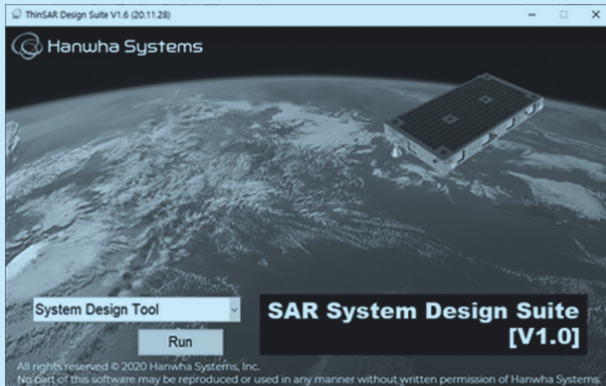 ThinSAR Design Suite V1.6 (20.11.28)
Hanwha Systems
System Design Tool
SAR System Design Suite
[V1.0]
Run
All rights reserved © 2020 Hanwha Systems, Inc.
No part of this software may be reproduced or used in any manner without written permission of Hanwha Systems.